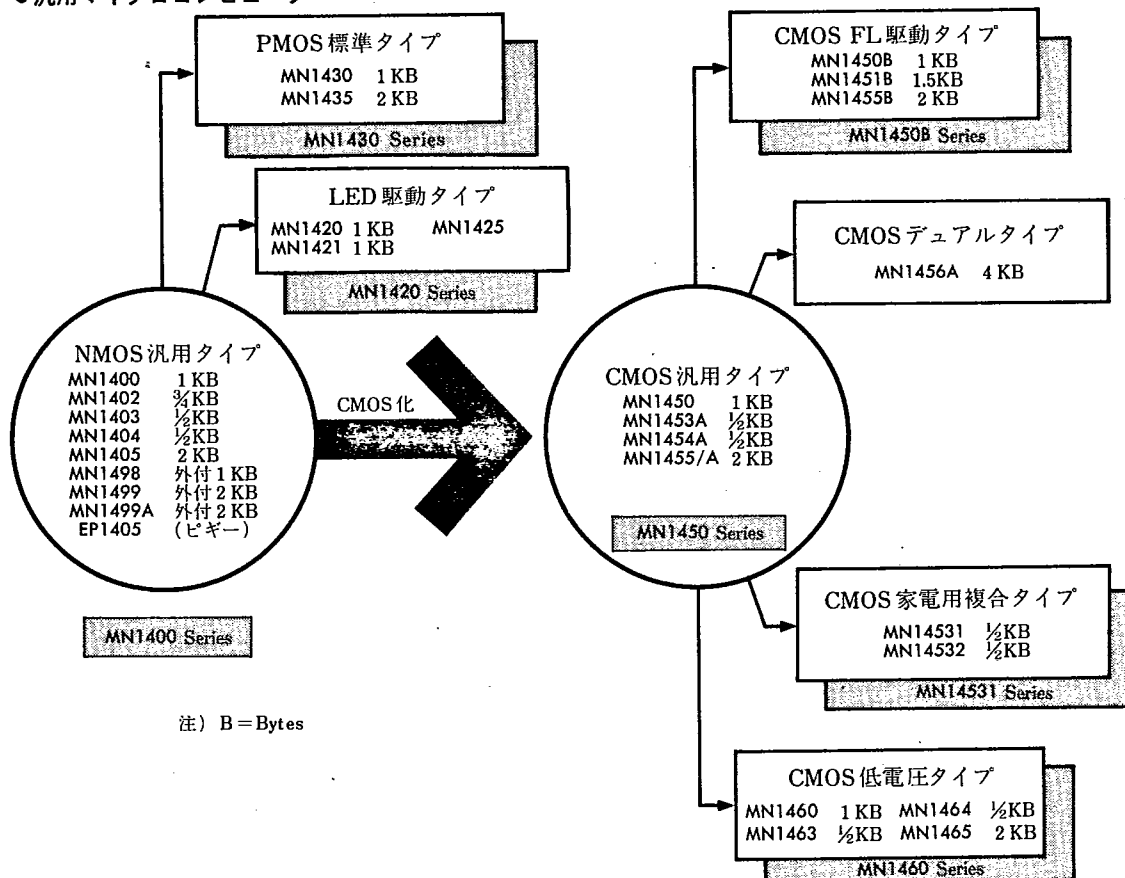 PMOS標準タイプ
MN1430 1KB
MN1435 2KB
MN1430 Series
LED駆動タイプ
MN1420 1KB MN1425
MN1421 1KB
MN1420 Series
NMOS汎用タイプ
MN1400 1KB
MN1402 ¾KB
MN1403 ½KB
MN1404 ½KB
MN1405 2KB
MN1498 外付1KB
MN1499 外付2KB
MN1499A 外付2KB
EP1405 (ピギー)
MN1400 Series
注) B=Bytes
CMOS化
CMOS FL駆動タイプ
MN1450B 1KB
MN1451B 1.5KB
MN1455B 2KB
MN1450B Series
CMOSデュアルタイプ
MN1456A 4KB
CMOS汎用タイプ
MN1450 1KB
MN1453A ½KB
MN1454A ½KB
MN1455/A 2KB
MN1450 Series
CMOS家電用複合タイプ
MN14531 ½KB
MN14532 ½KB
MN14531 Series
CMOS低電圧タイプ
MN1460 1KB MN1464 ½KB
MN1463 ½KB MN1465 2KB
MN1460 Series